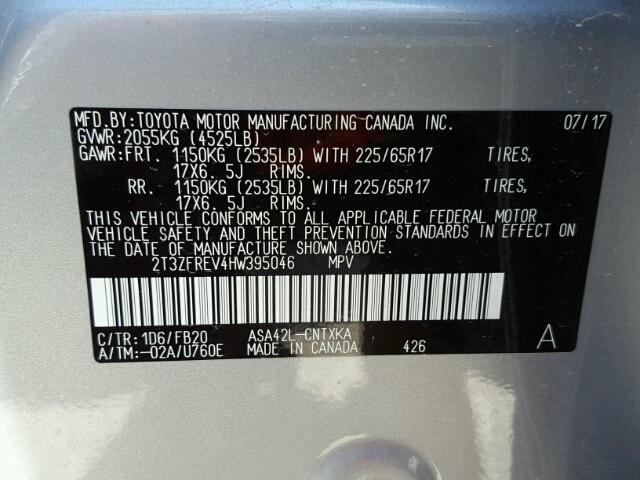 MFD.BY:TOYOTA MOTOR MANUFACTURING CANADA INC. 07/17
GVWR:2055KG (4525LB)
GAWR:FRT. 1150KG (2535LB) WITH 225/65R17 TIRES,
17X6. 5J RIMS.
RR. 1150KG (2535LB) WITH 225/65R17 TIRES,
17X6. 5J RIMS.
THIS VEHICLE CONFORMS TO ALL APPLICABLE FEDERAL MOTOR
VEHICLE SAFETY AND THEFT PREVENTION STANDARDS IN EFFECT
ON THE DATE OF MANUFACTURE SHOWN ABOVE.
2T3ZFREV4HW395046 MPV
C/TR:1D6/FB20 ASA42L-CNTXKA
A/TM:-02A/U760E MADE IN CANADA 426 A